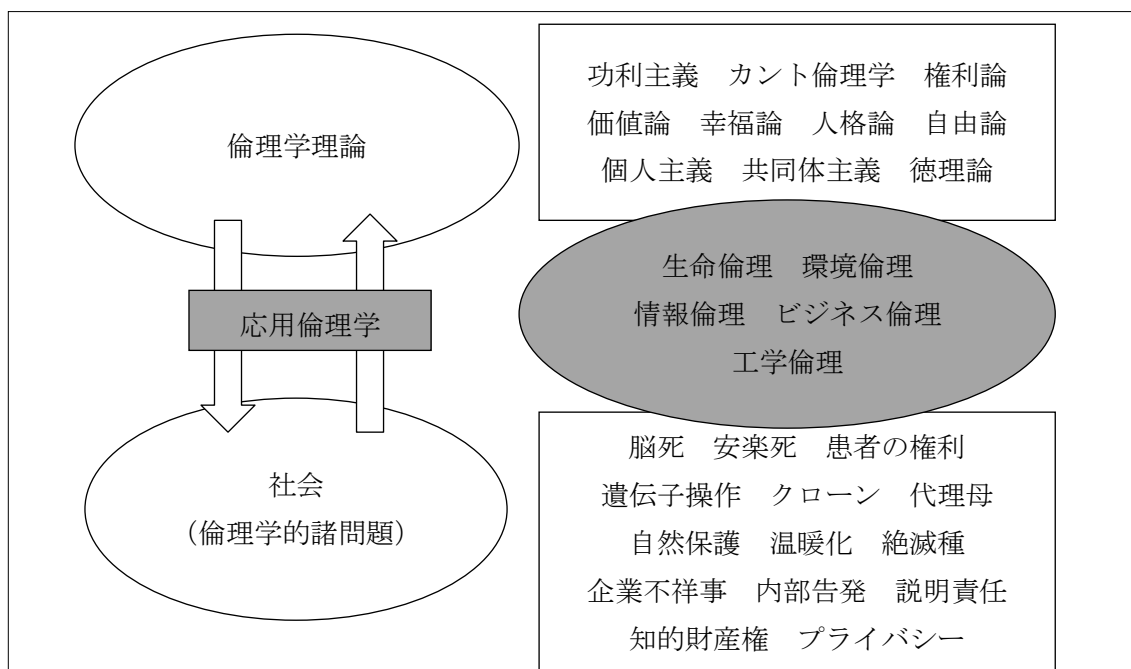 倫理学理論
応用倫理学
社会
（倫理学的諸問題）
功利主義　カント倫理学　権利論
価値論　幸福論　人格論　自由論
個人主義　共同体主義　徳理論
生命倫理　環境倫理
情報倫理　ビジネス倫理
工学倫理
脳死　安楽死　患者の権利
遺伝子操作　クローン　代理母
自然保護　温暖化　絶滅種
企業不祥事　内部告発　説明責任
知的財産権　プライバシー